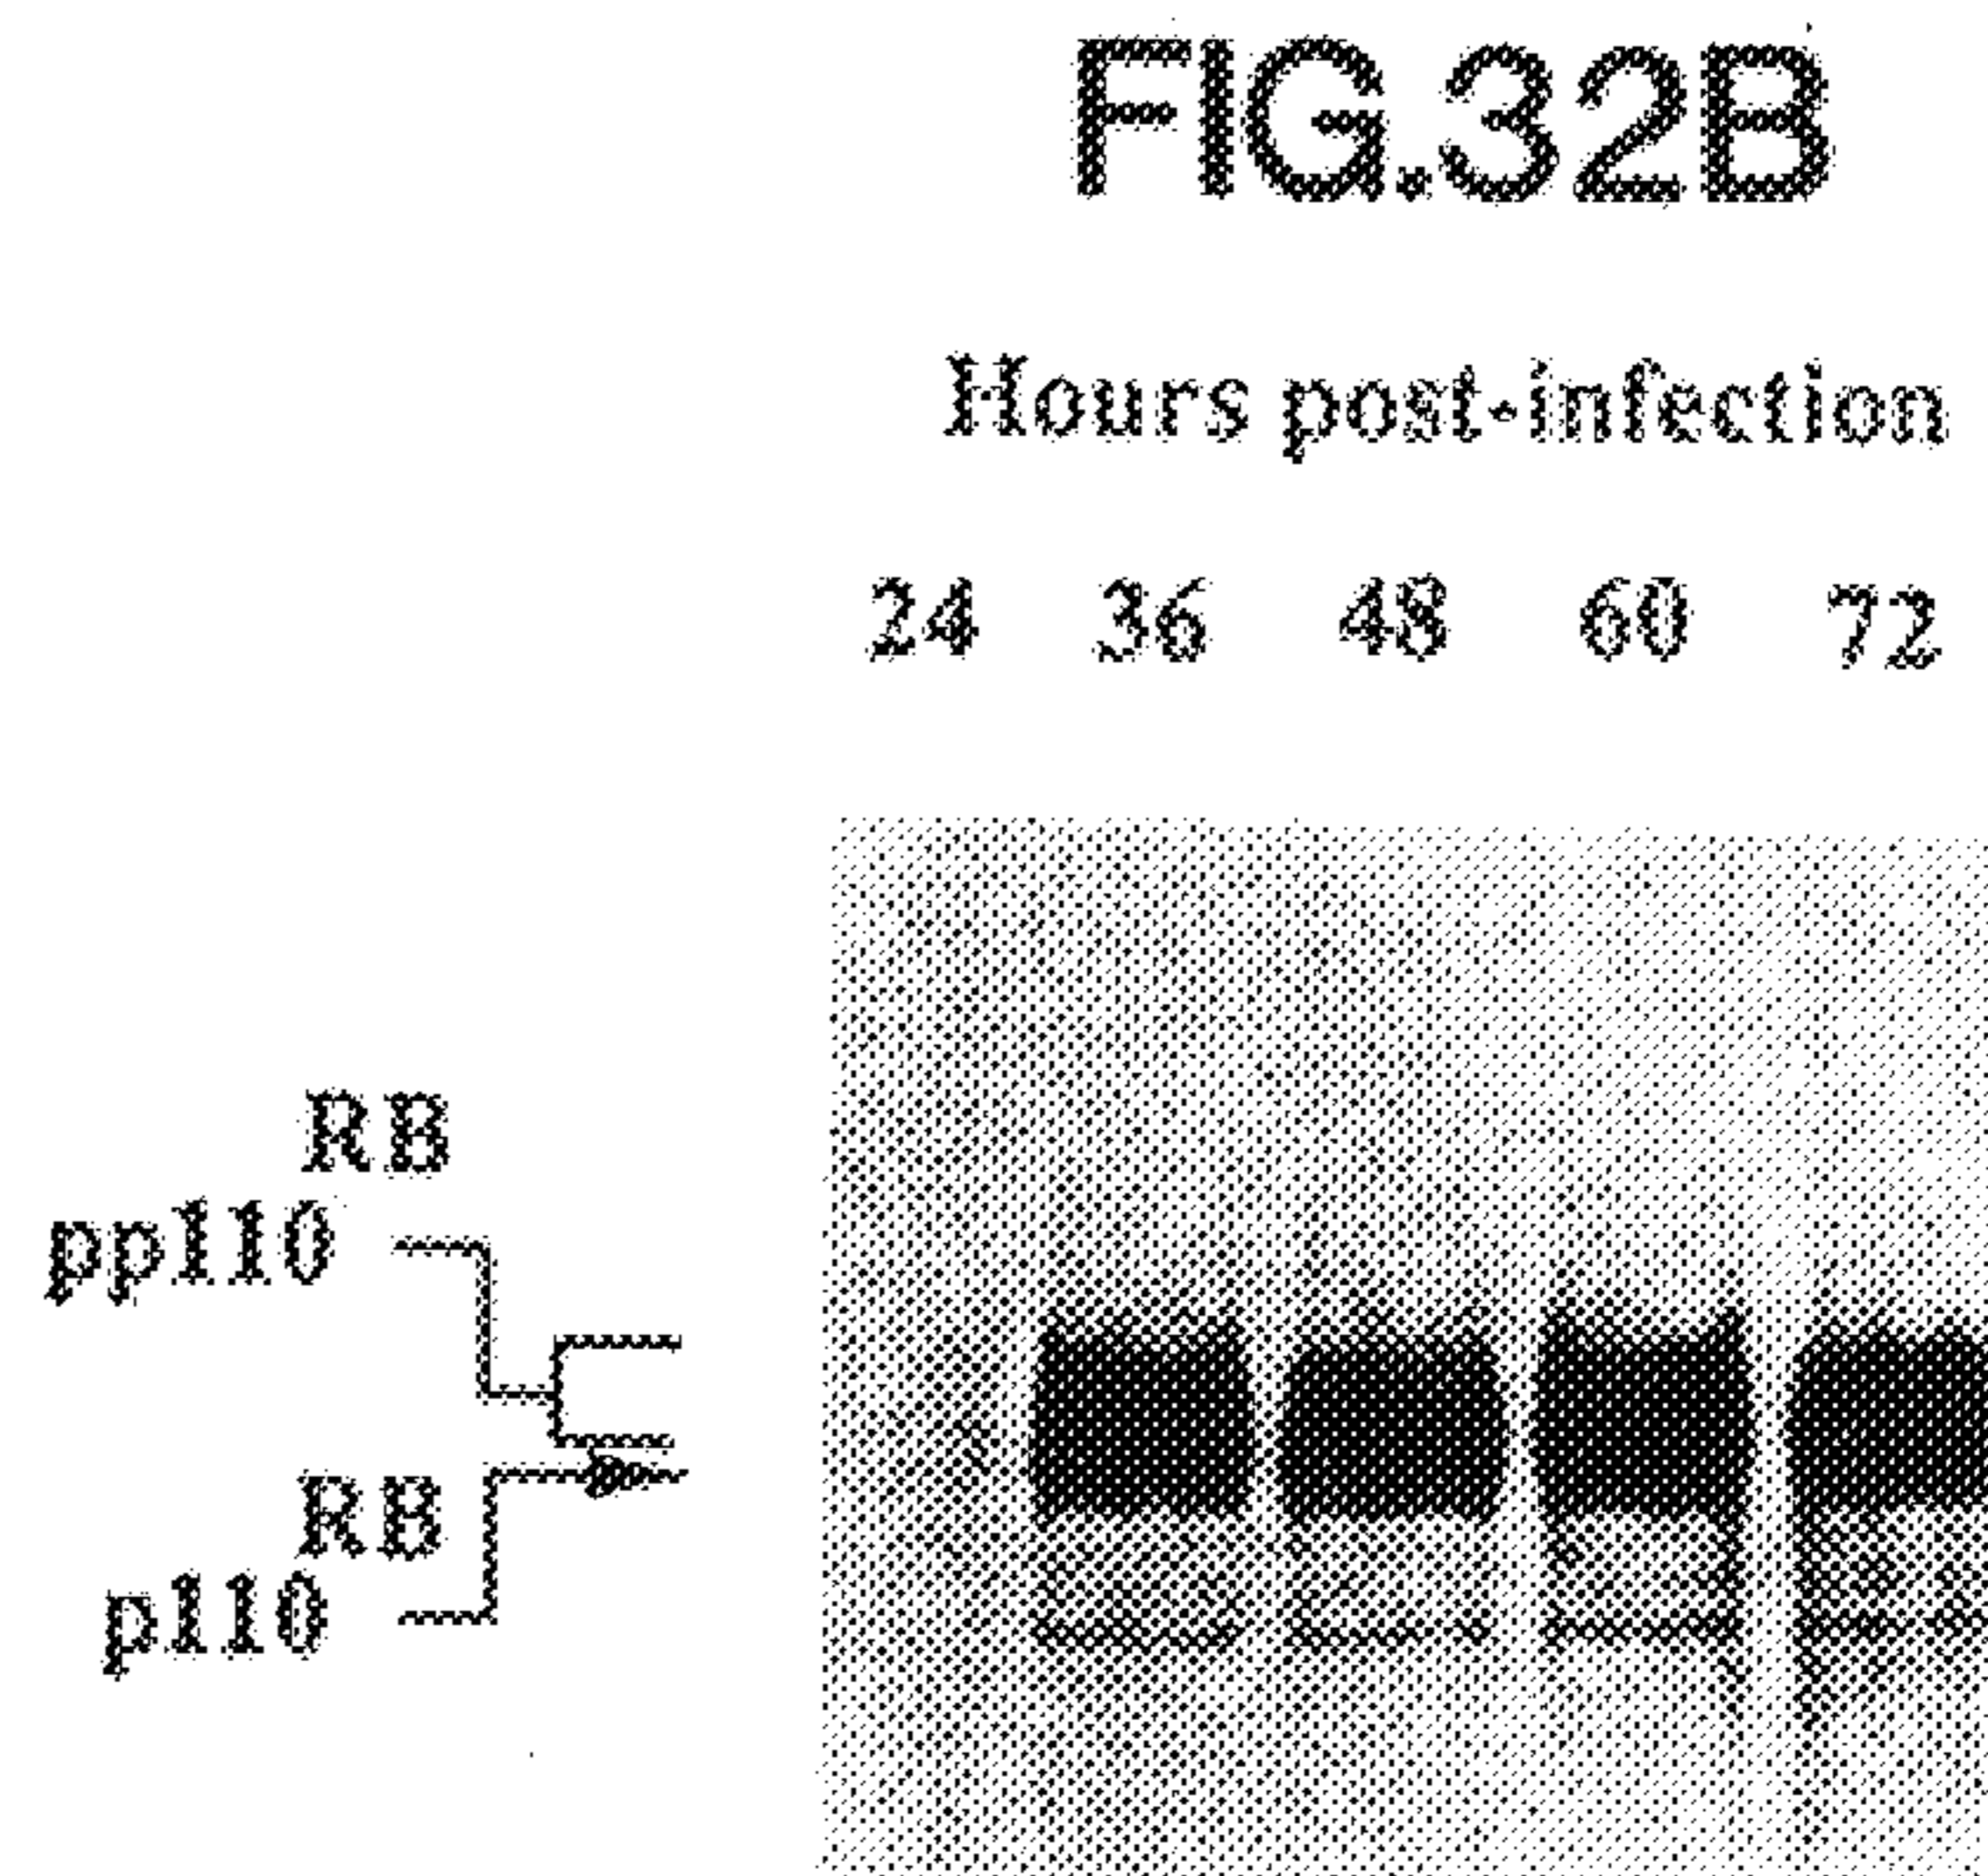 FIG.32B
Hours post-infection
24 36 48 60 72
RB
pp110
RB
p110